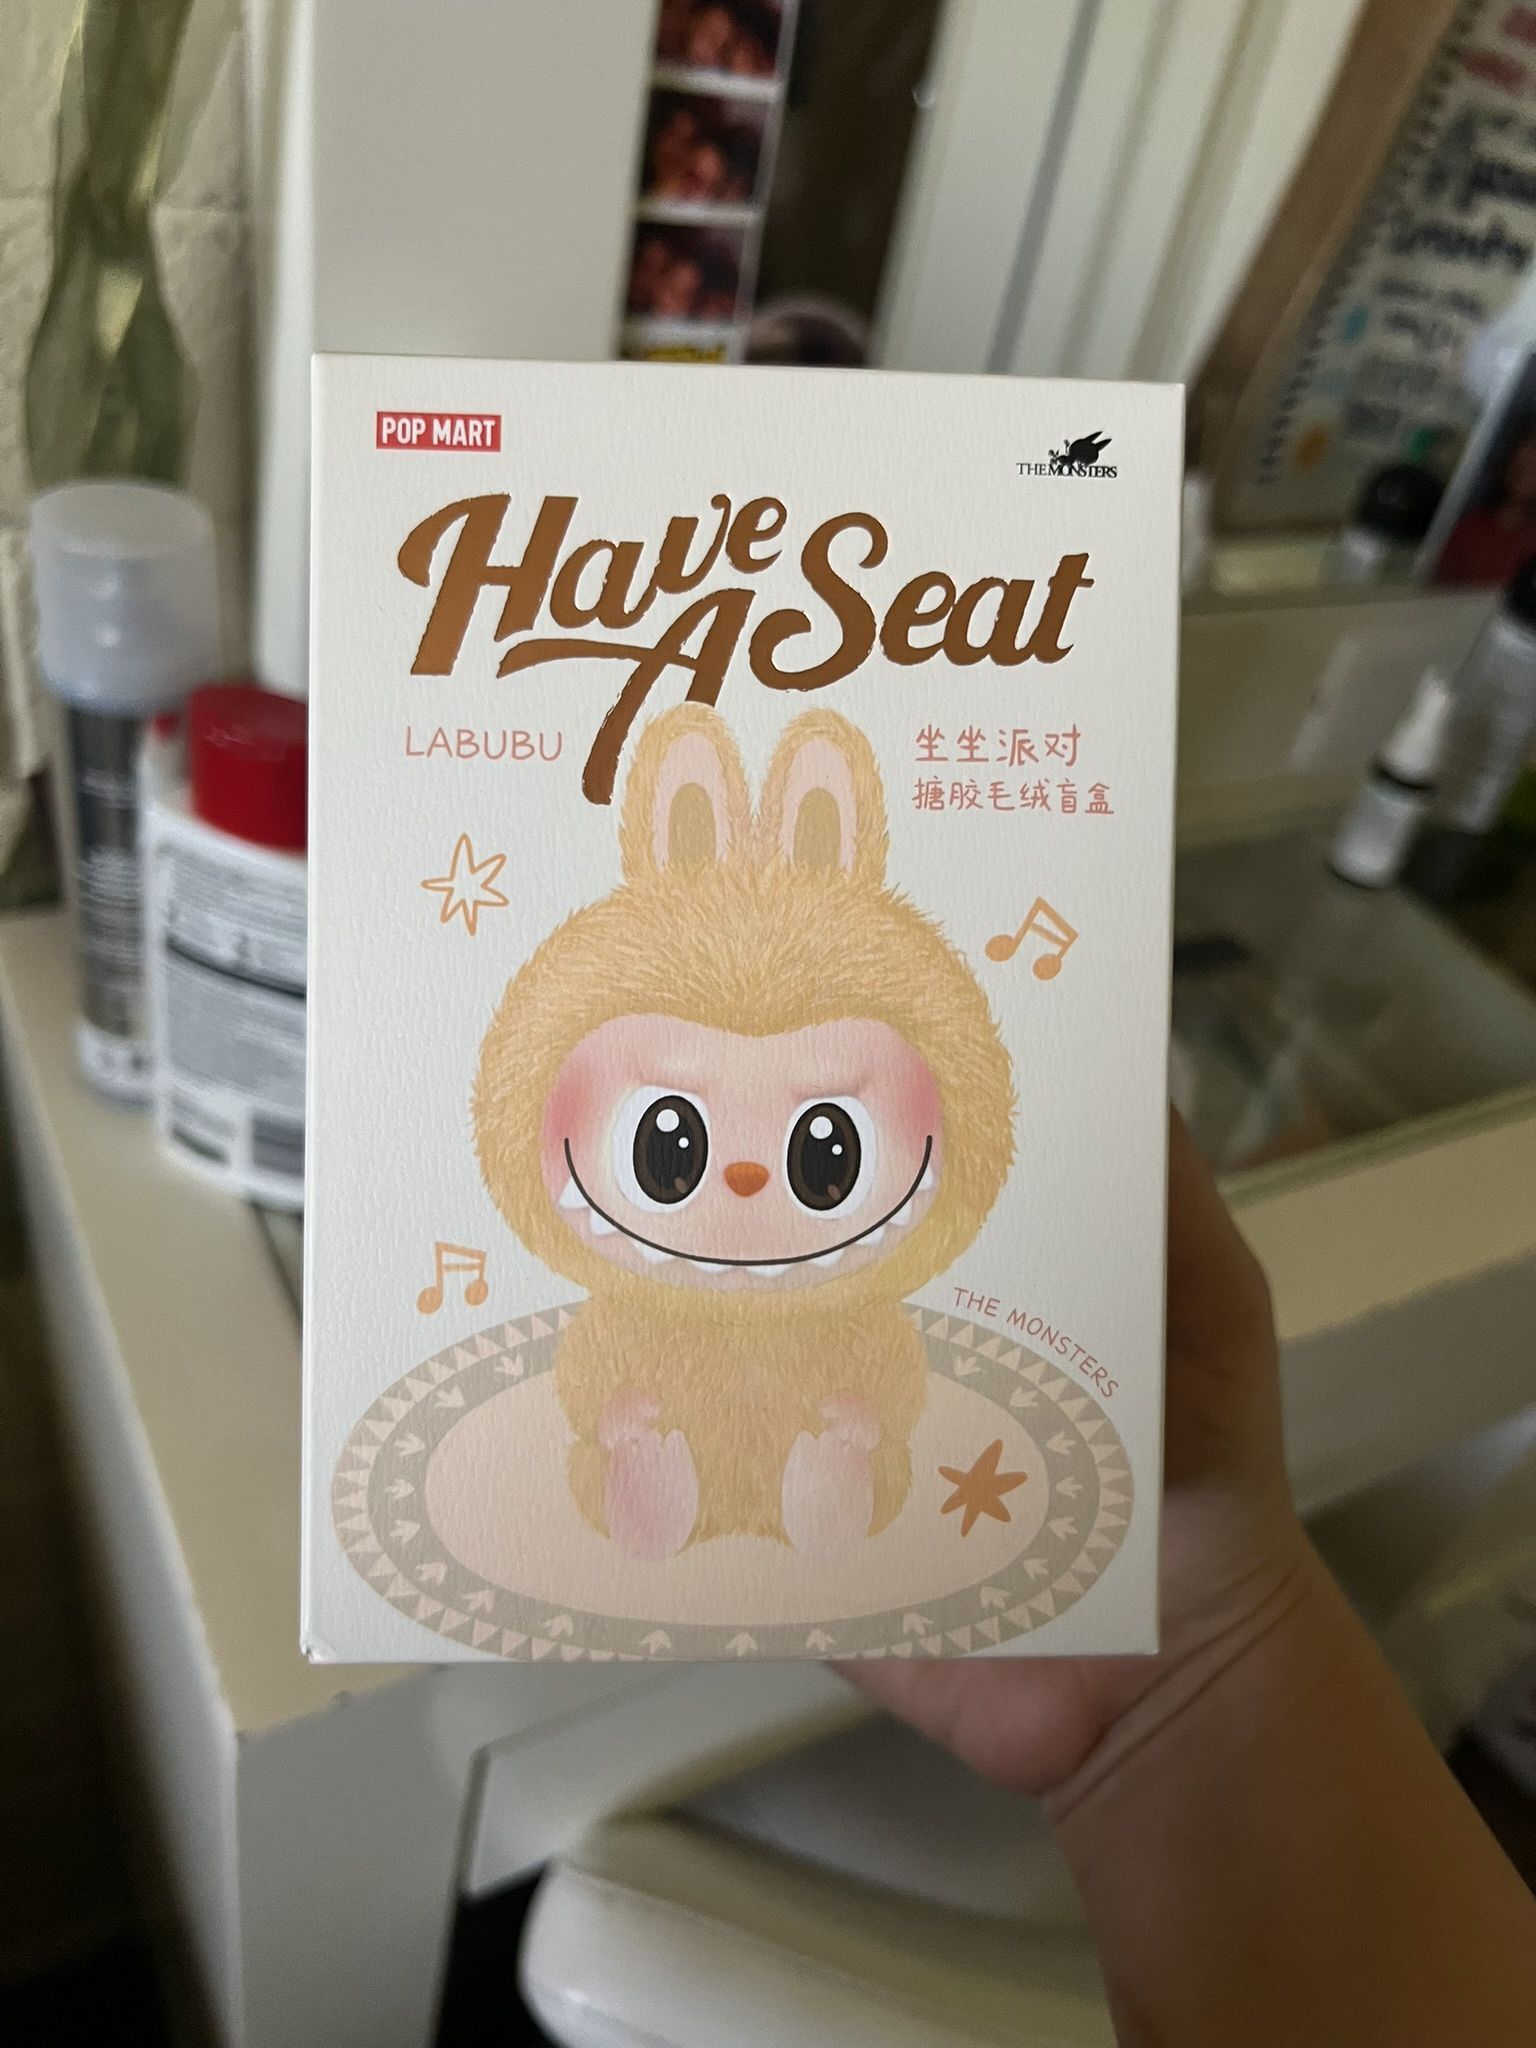 POP MART
THE MONSTERS
Have A Seat
LABUBU
坐坐派对
搪胶毛绒盲盒
THE MONSTERS